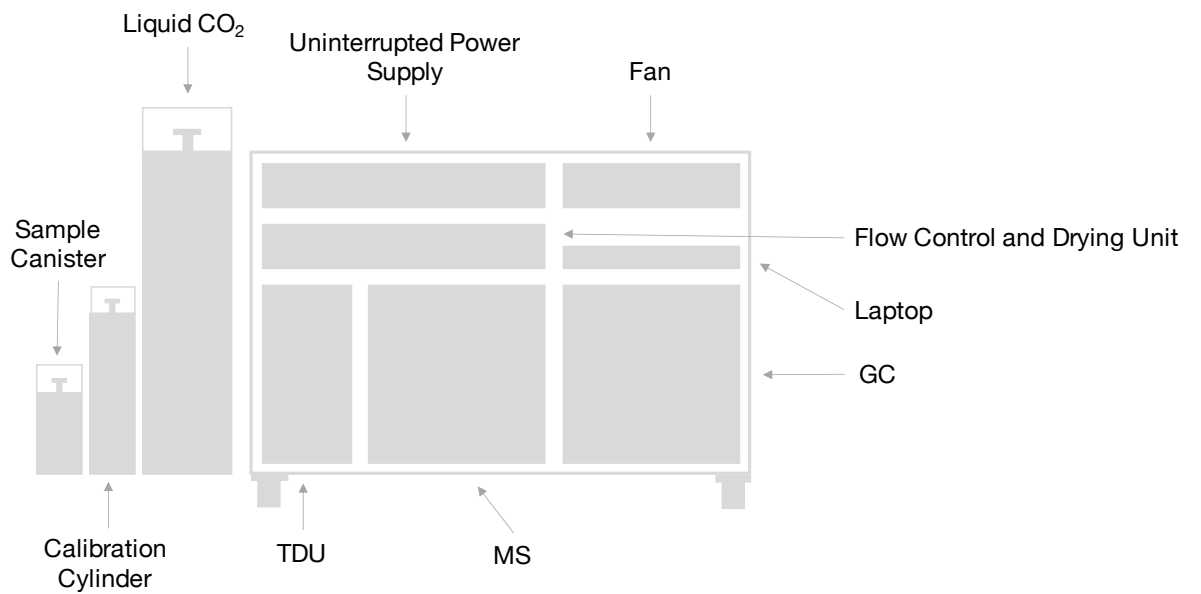 Liquid CO₂
Uninterrupted Power
Supply
Fan
Sample
Canister
Flow Control and Drying Unit
Laptop
GC
Calibration
Cylinder
TDU
MS